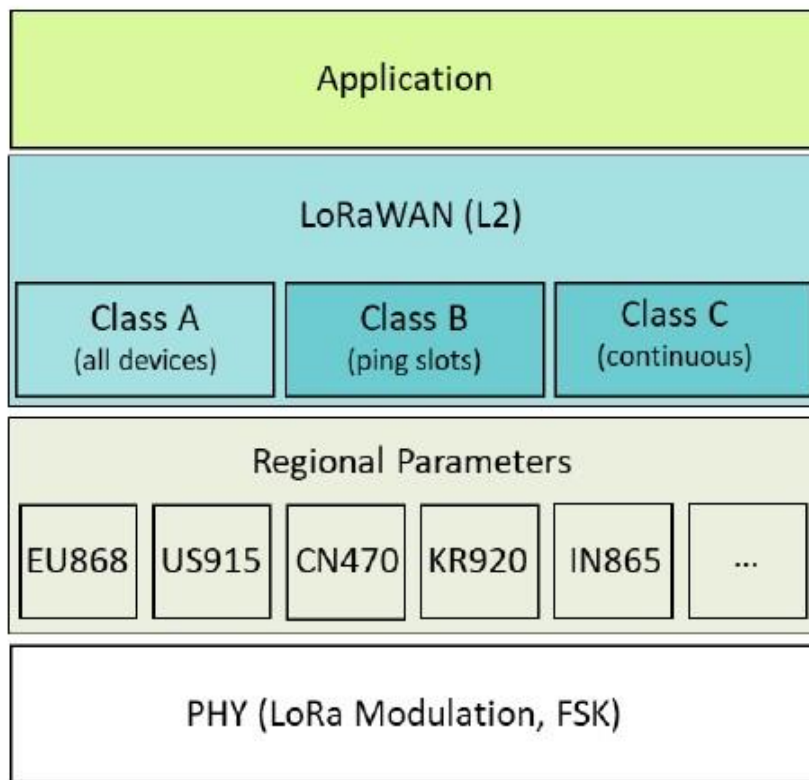 Application
LoRaWAN (L2)
Class A
(all devices)
Class B
(ping slots)
Class C
(continuous)
Regional Parameters
EU868 US915 CN470 KR920 IN865 ...
PHY (LoRa Modulation, FSK)